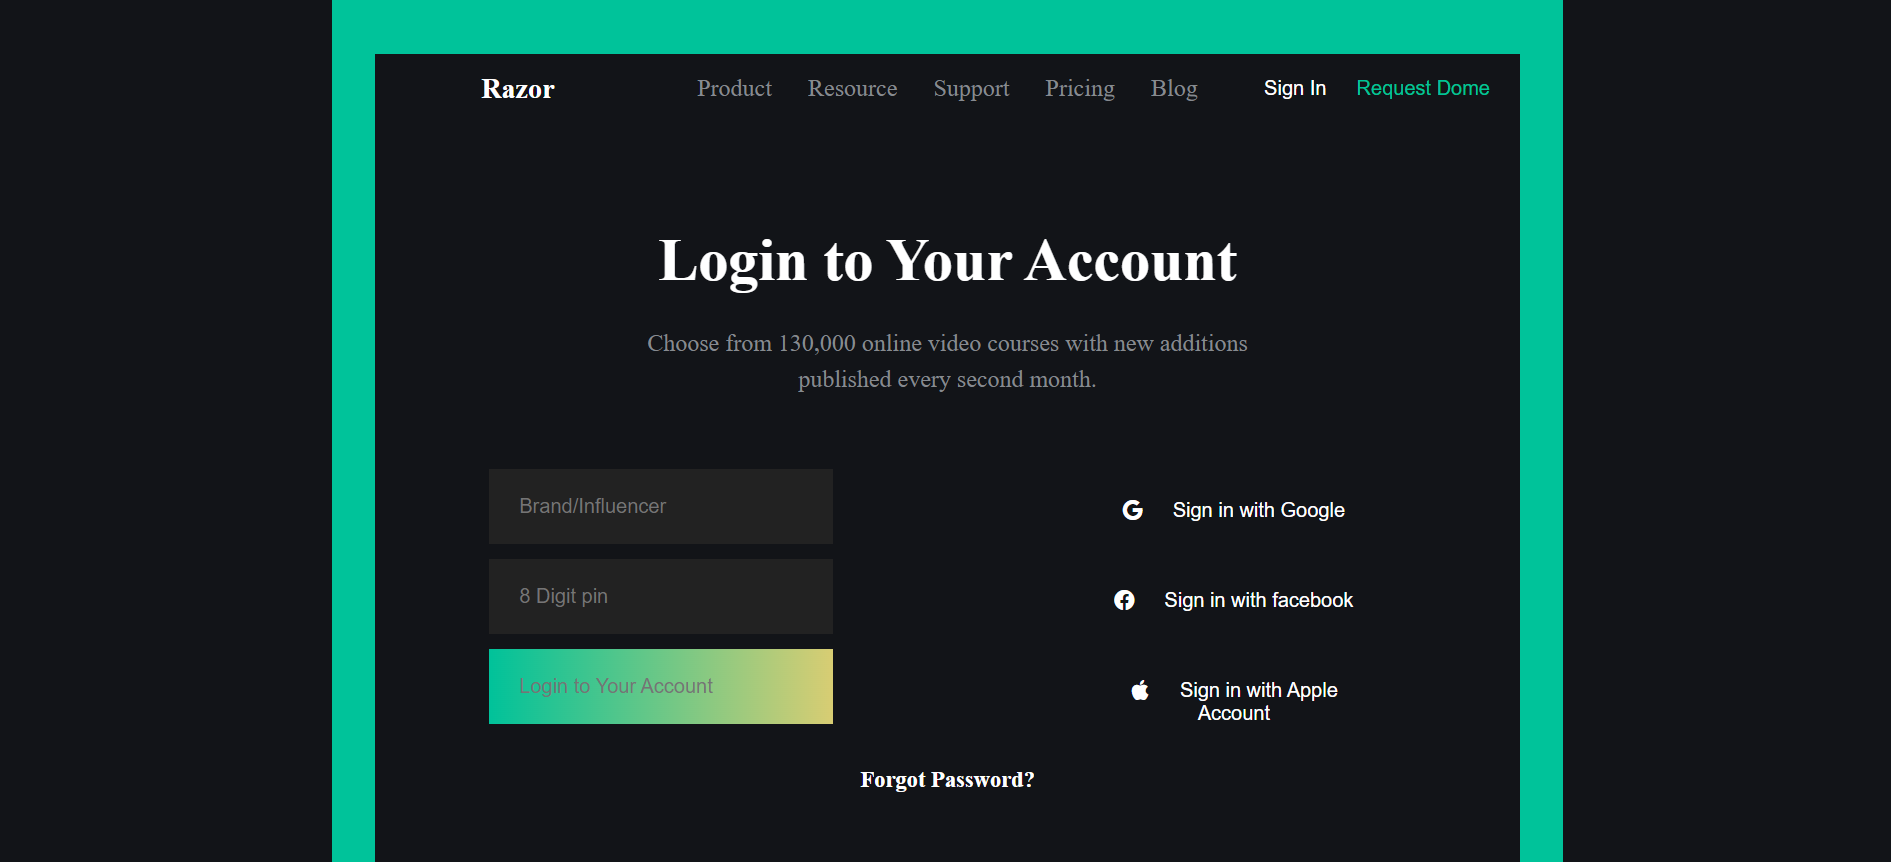 Razor
Product Resource Support Pricing Blog
Sign In Request Dome
Login to Your Account
Choose from 130,000 online video courses with new additions
published every second month.
Brand/Influencer
8 Digit pin
Login to Your Account
Sign in with Google
Sign in with facebook
Sign in with Apple
Account
Forgot Password?